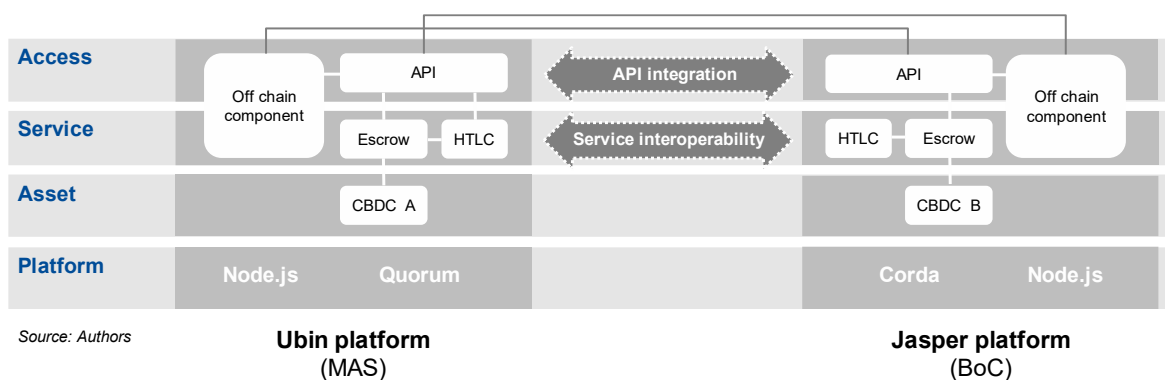 Access
API
API integration
API
Off chain
component
Off chain
component
Service
Escrow
HTLC
Service interoperability
HTLC
Escrow
Asset
CBDC A
CBDC B
Platform
Node.js
Quorum
Corda
Node.js
Source: Authors
Ubin platform
(MAS)
Jasper platform
(BoC)